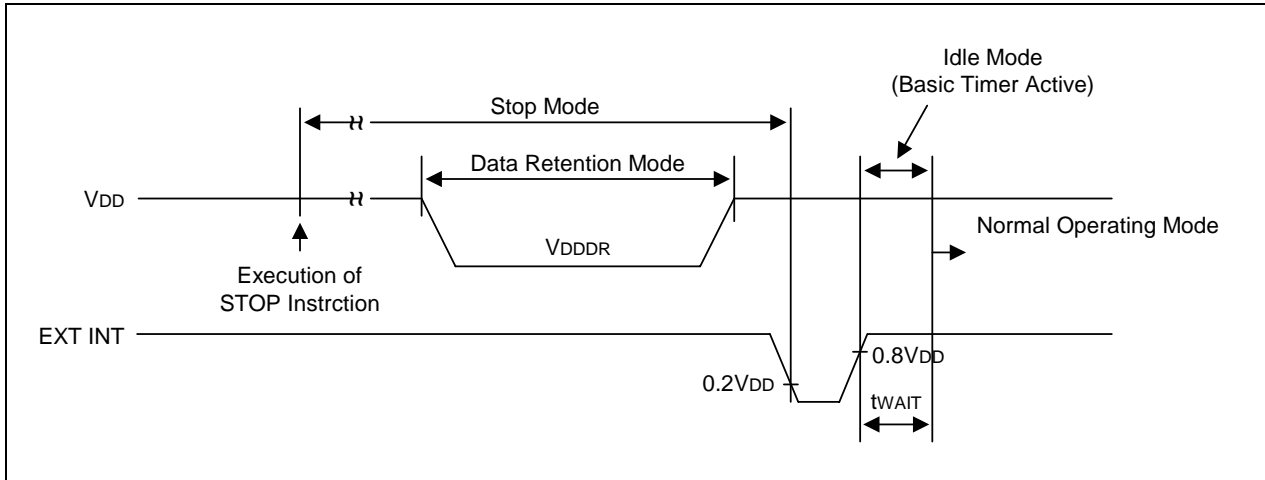 Idle Mode
(Basic Timer Active)
Stop Mode
Data Retention Mode
VDD
Normal Operating Mode
VDDDR
Execution of
STOP Instrction
EXT INT
0.8VDD
0.2VDD
tWAIT